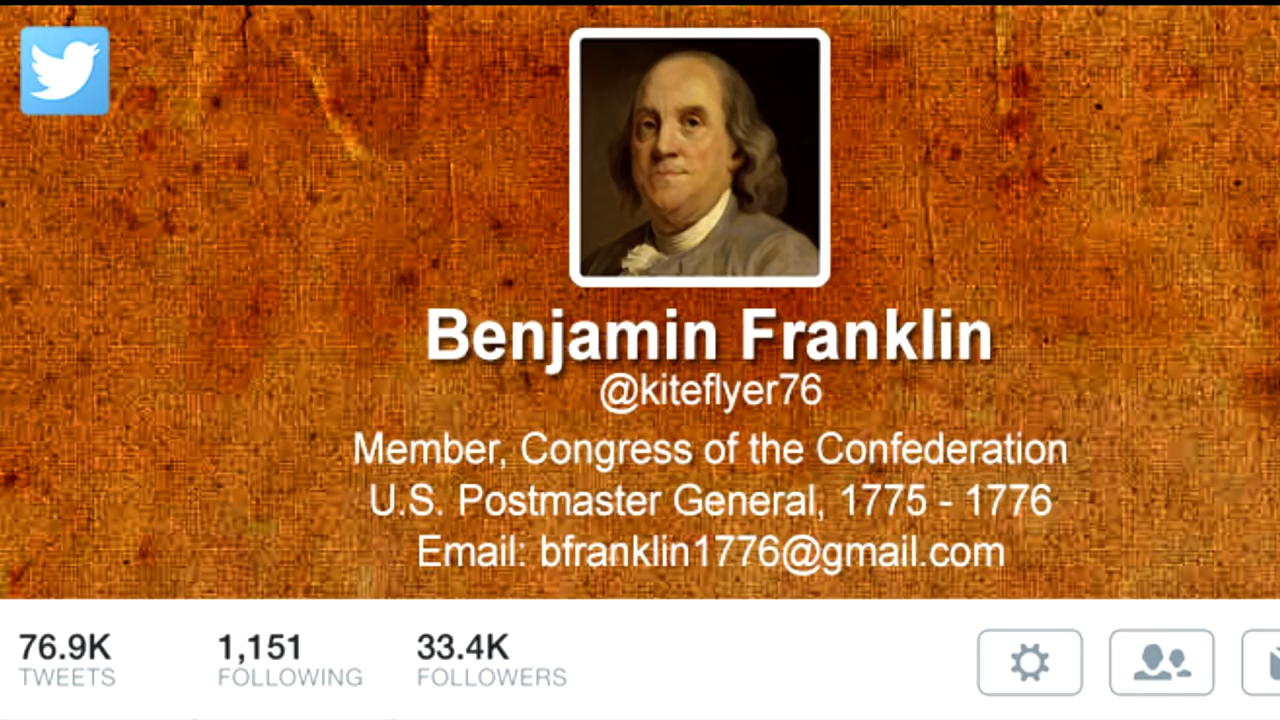 Benjamin Franklin
@kiteflyer76
Member, Congress of the Confederation
U.S. Postmaster General, 1775 - 1776
Email: bfranklin1776@gmail.com
76.9K 1,151 33.4K
TWEETS FOLLOWING FOLLOWERS